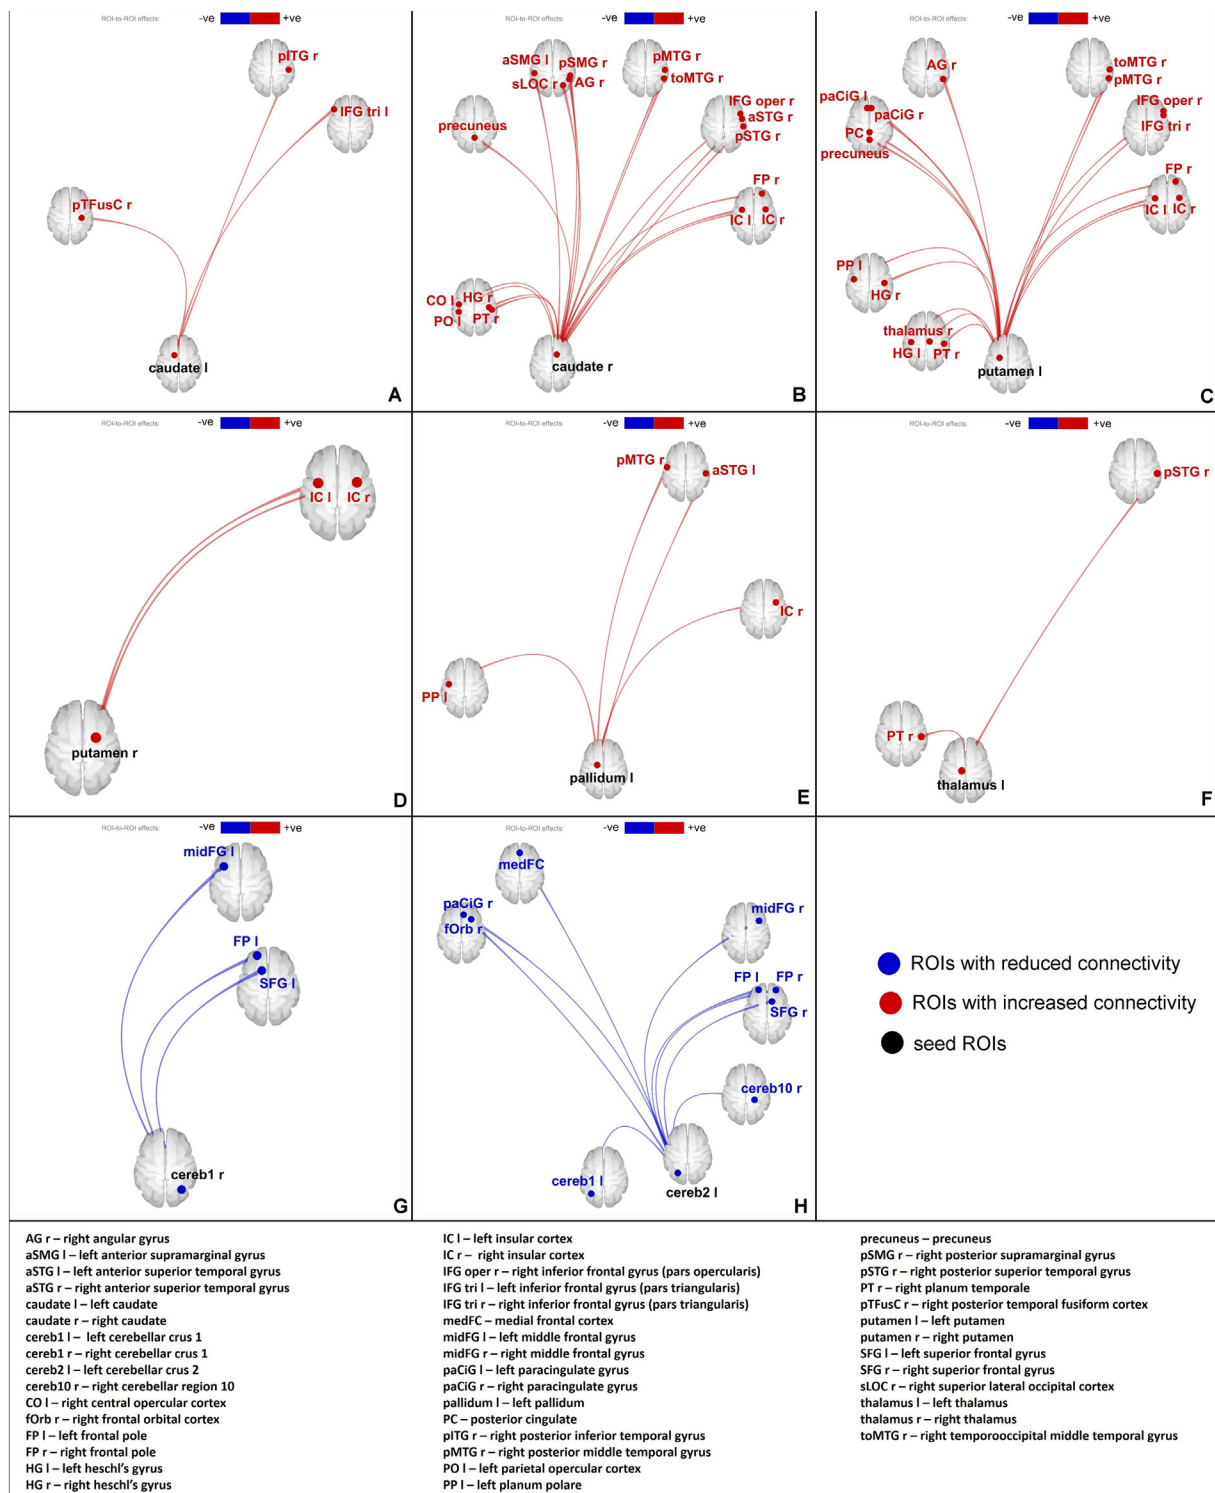 ROI-to-ROI effects: -ve +ve
pITG r
IFG tri l
pTFusC r
caudate l
A
ROI-to-ROI effects: -ve +ve
aSMG l pSMG r
sLOC r AG r
pMTG r
toMTG r
IFG oper r
aSTG r
pSTG r
precuneus
FP r
IC l IC r
CO l HG r
PO l PT r
caudate r
B
ROI-to-ROI effects: -ve +ve
AG r
toMTG r
pMTG r
paCiG l
paCiG r
IFG oper r
IFG tri r
PC
precuneus
FP r
IC l IC r
PP l
HG r
thalamus r
HG l PT r
putamen l
C
ROI-to-ROI effects: -ve +ve
IC l IC r
putamen r
D
ROI-to-ROI effects: -ve +ve
pMTG r aSTG l
IC r
PP l
pallidum l
E
ROI-to-ROI effects: -ve +ve
pSTG r
PT r
thalamus l
F
ROI-to-ROI effects: -ve +ve
midFG l
FP l
SFG l
cereb1 r
G
ROI-to-ROI effects: -ve +ve
medFC
paCiG r
fOrb r
midFG r
FP l FP r
SFG r
cereb10 r
cereb1 l
cereb2 l
H
ROIs with reduced connectivity
ROIs with increased connectivity
seed ROIs
AG r – right angular gyrus
aSMG l – left anterior supramarginal gyrus
aSTG l – left anterior superior temporal gyrus
aSTG r – right anterior superior temporal gyrus
caudate l – left caudate
caudate r – right caudate
cereb1 l – left cerebellar crus 1
cereb1 r – right cerebellar crus 1
cereb2 l – left cerebellar crus 2
cereb10 r – right cerebellar region 10
CO l – right central opercular cortex
fOrb r – right frontal orbital cortex
FP l – left frontal pole
FP r – right frontal pole
HG l – left heschl's gyrus
HG r – right heschl's gyrus
IC l – left insular cortex
IC r – right insular cortex
IFG oper r – right inferior frontal gyrus (pars opercularis)
IFG tri l – left inferior frontal gyrus (pars triangularis)
IFG tri r – right inferior frontal gyrus (pars triangularis)
medFC – medial frontal cortex
midFG l – left middle frontal gyrus
midFG r – right middle frontal gyrus
paCiG l – left paracingulate gyrus
paCiG r – right paracingulate gyrus
pallidum l – left pallidum
PC – posterior cingulate
pITG r – right posterior inferior temporal gyrus
pMTG r – right posterior middle temporal gyrus
PO l – left parietal opercular cortex
PP l – left planum polare
precuneus – precuneus
pSMG r – right posterior supramarginal gyrus
pSTG r – right posterior superior temporal gyrus
PT r – right planum temporale
pTFusC r – right posterior temporal fusiform cortex
putamen l – left putamen
putamen r – right putamen
SFG l – left superior frontal gyrus
SFG r – right superior frontal gyrus
sLOC r – right superior lateral occipital cortex
thalamus l – left thalamus
thalamus r – right thalamus
toMTG r – right temporooccipital middle temporal gyrus